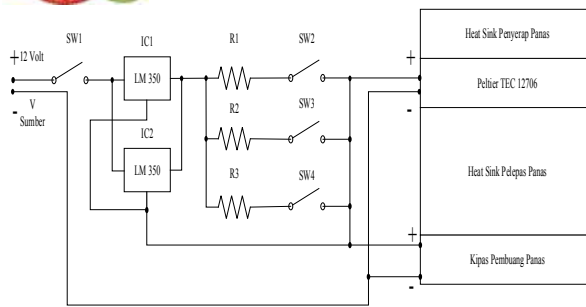 SW1
IC1
R1
SW2
Heat Sink Penyerap Panas
+ 12 Volt
LM 350
+
Peltier TEC 12706
V
Sumber
-
IC2
R2
SW3
-
LM 350
R3
SW4
Heat Sink Pelepas Panas
+
Kipas Pembuang Panas
-